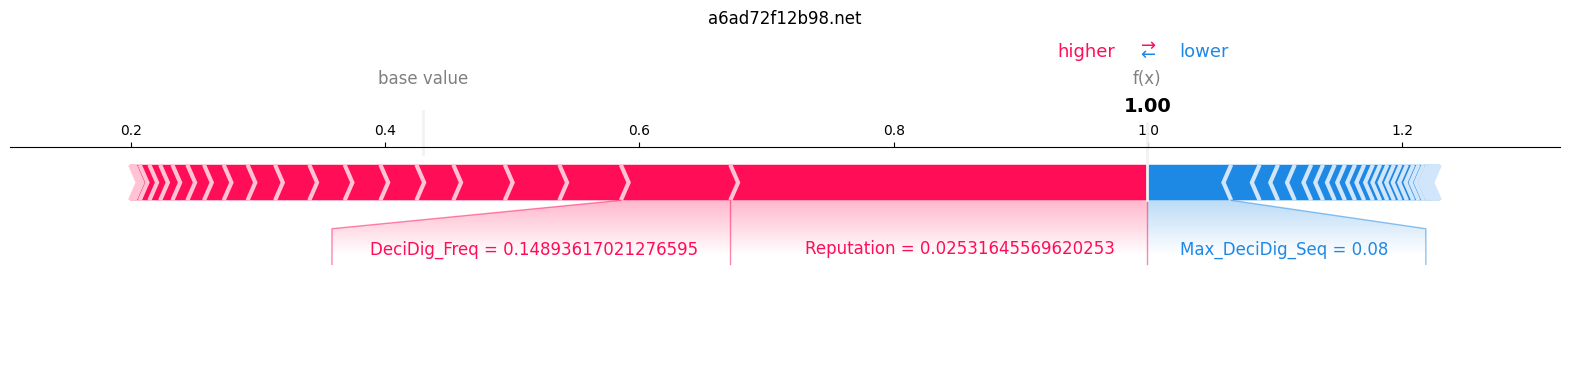 a6ad72f12b98.net
higher → ← lower
base value f(x)
1.00
0.2 0.4 0.6 0.8 1.0 1.2
DeciDig_Freq = 0.14893617021276595 Reputation = 0.02531645569620253 Max_DeciDig_Seq = 0.08